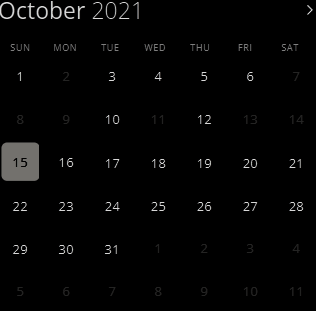 October 2021
SUN MON TUE WED THU FRI SAT
1 2 3 4 5 6 7
8 9 10 11 12 13 14
15 16 17 18 19 20 21
22 23 24 25 26 27 28
29 30 31 1 2 3 4
5 6 7 8 9 10 11